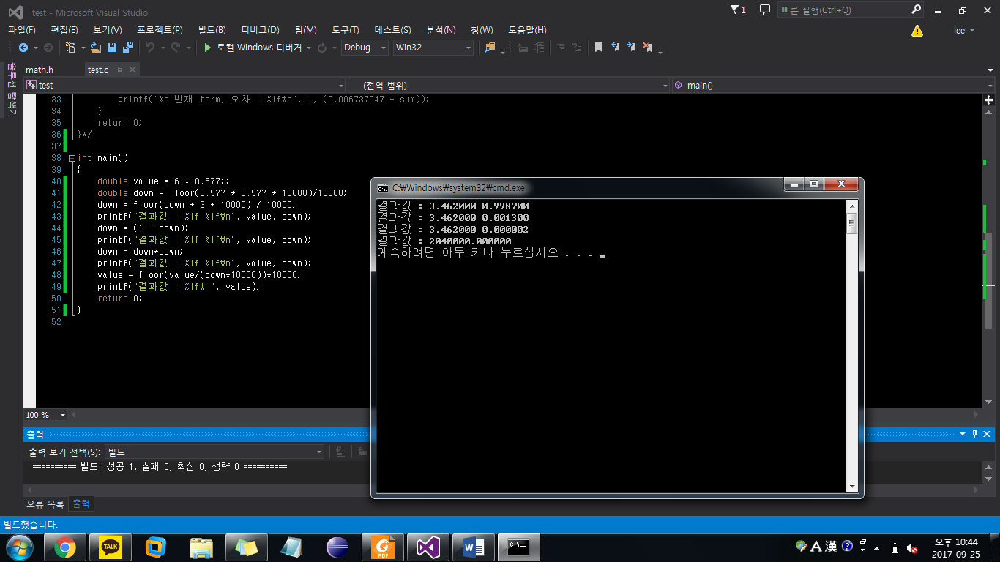 test - Microsoft Visual Studio
1
빠른 실행(Ctrl+Q)
파일(F) 편집(E) 보기(V) 프로젝트(P) 빌드(B) 디버그(D) 팀(M) 도구(T) 테스트(S) 분석(N) 창(W) 도움말(H)
lee
로컬 Windows 디버거 Debug Win32
솔루션 탐색기
math.h test.c
test (전역 범위) main()
33 printf("%d 번재 term, 오차 : %lf₩n", i, (0.006737947 - sum));
34 }
35 return 0;
36 }*/
37
38 int main()
39 {
40 double value = 6 * 0.577;;
41 double down = floor(0.577 * 0.577 * 10000)/10000;
42 down = floor(down * 3 * 10000) / 10000;
43 printf("결과값 : %lf %lf₩n", value, down);
44 down = (1 - down);
45 printf("결과값 : %lf %lf₩n", value, down);
46 down = down*down;
47 printf("결과값 : %lf %lf₩n", value, down);
48 value = floor(value/(down*10000))*10000;
49 printf("결과값 : %lf₩n", value);
50 return 0;
51 }
52
C:₩Windows₩system32₩cmd.exe
결과값 : 3.462000 0.998700
결과값 : 3.462000 0.001300
결과값 : 3.462000 0.000002
결과값 : 2040000.000000
계속하려면 아무 키나 누르십시오 . . .
100 %
출력
출력 보기 선택(S): 빌드
========== 빌드: 성공 1, 실패 0, 최신 0, 생략 0 ==========
오류 목록 출력
빌드했습니다.
TALK
PDF
C:\_
A 漢
오후 10:44
2017-09-25